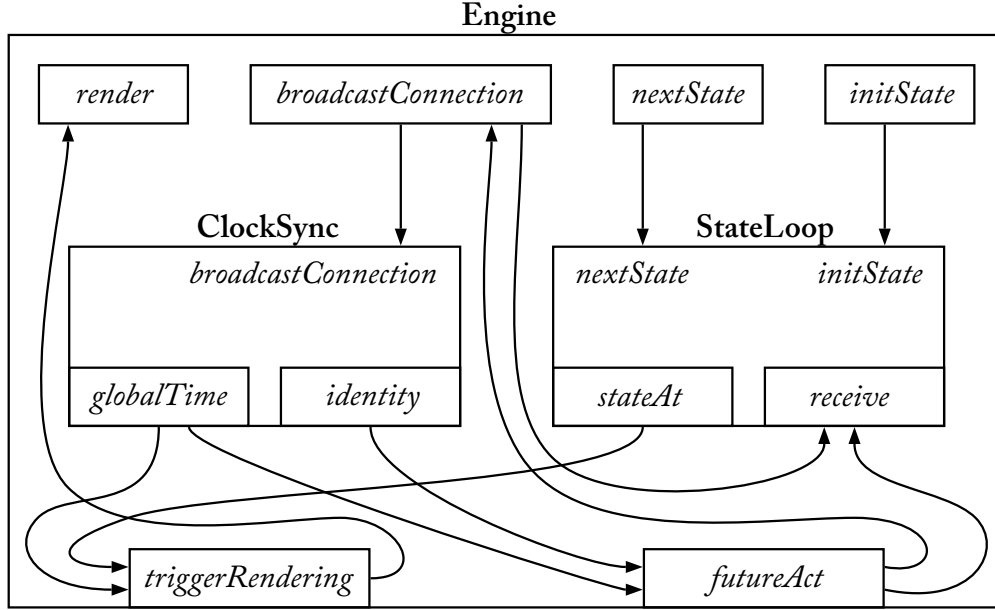 Engine
render broadcastConnection nextState initState
ClockSync StateLoop
broadcastConnection nextState initState
globalTime identity stateAt receive
triggerRendering futureAct